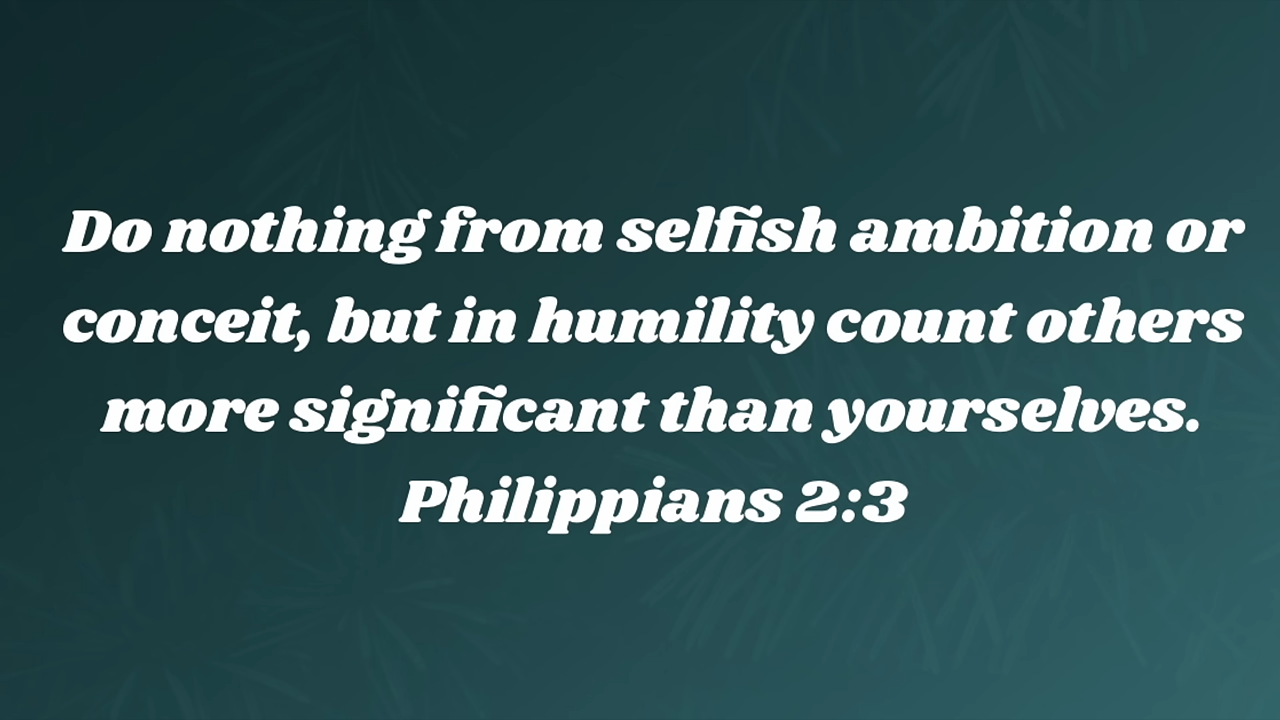 Do nothing from selfish ambition or
conceit, but in humility count others
more significant than yourselves.
Philippians 2:3